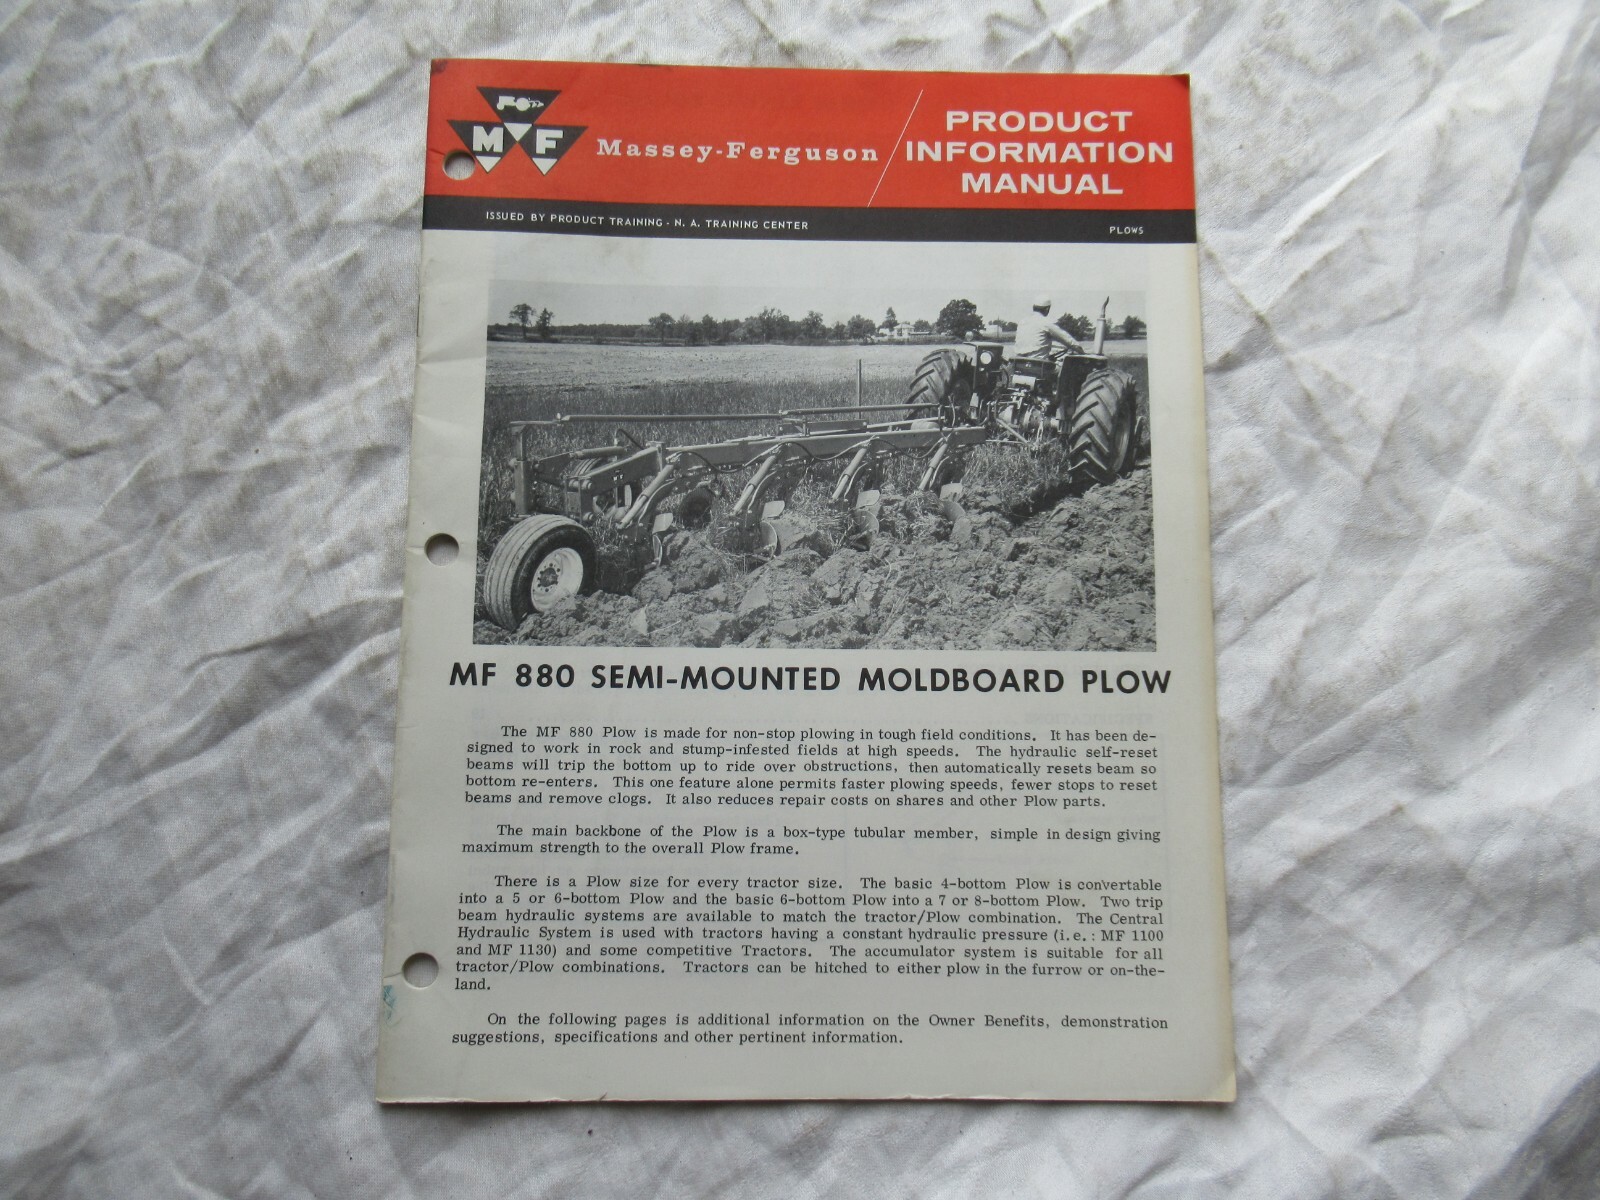 M F
Massey-Ferguson
PRODUCT
INFORMATION
MANUAL
ISSUED BY PRODUCT TRAINING - N. A. TRAINING CENTER
PLOWS
MF 880 SEMI-MOUNTED MOLDBOARD PLOW
The MF 880 Plow is made for non-stop plowing in tough field conditions. It has been de-
signed to work in rock and stump-infested fields at high speeds. The hydraulic self-reset
beams will trip the bottom up to ride over obstructions, then automatically resets beam so
bottom re-enters. This one feature alone permits faster plowing speeds, fewer stops to reset
beams and remove clogs. It also reduces repair costs on shares and other Plow parts.
The main backbone of the Plow is a box-type tubular member, simple in design giving
maximum strength to the overall Plow frame.
There is a Plow size for every tractor size. The basic 4-bottom Plow is convertable
into a 5 or 6-bottom Plow and the basic 6-bottom Plow into a 7 or 8-bottom Plow. Two trip
beam hydraulic systems are available to match the tractor/Plow combination. The Central
Hydraulic System is used with tractors having a constant hydraulic pressure (i.e.: MF 1100
and MF 1130) and some competitive Tractors. The accumulator system is suitable for all
tractor/Plow combinations. Tractors can be hitched to either plow in the furrow or on-the-
land.
On the following pages is additional information on the Owner Benefits, demonstration
suggestions, specifications and other pertinent information.